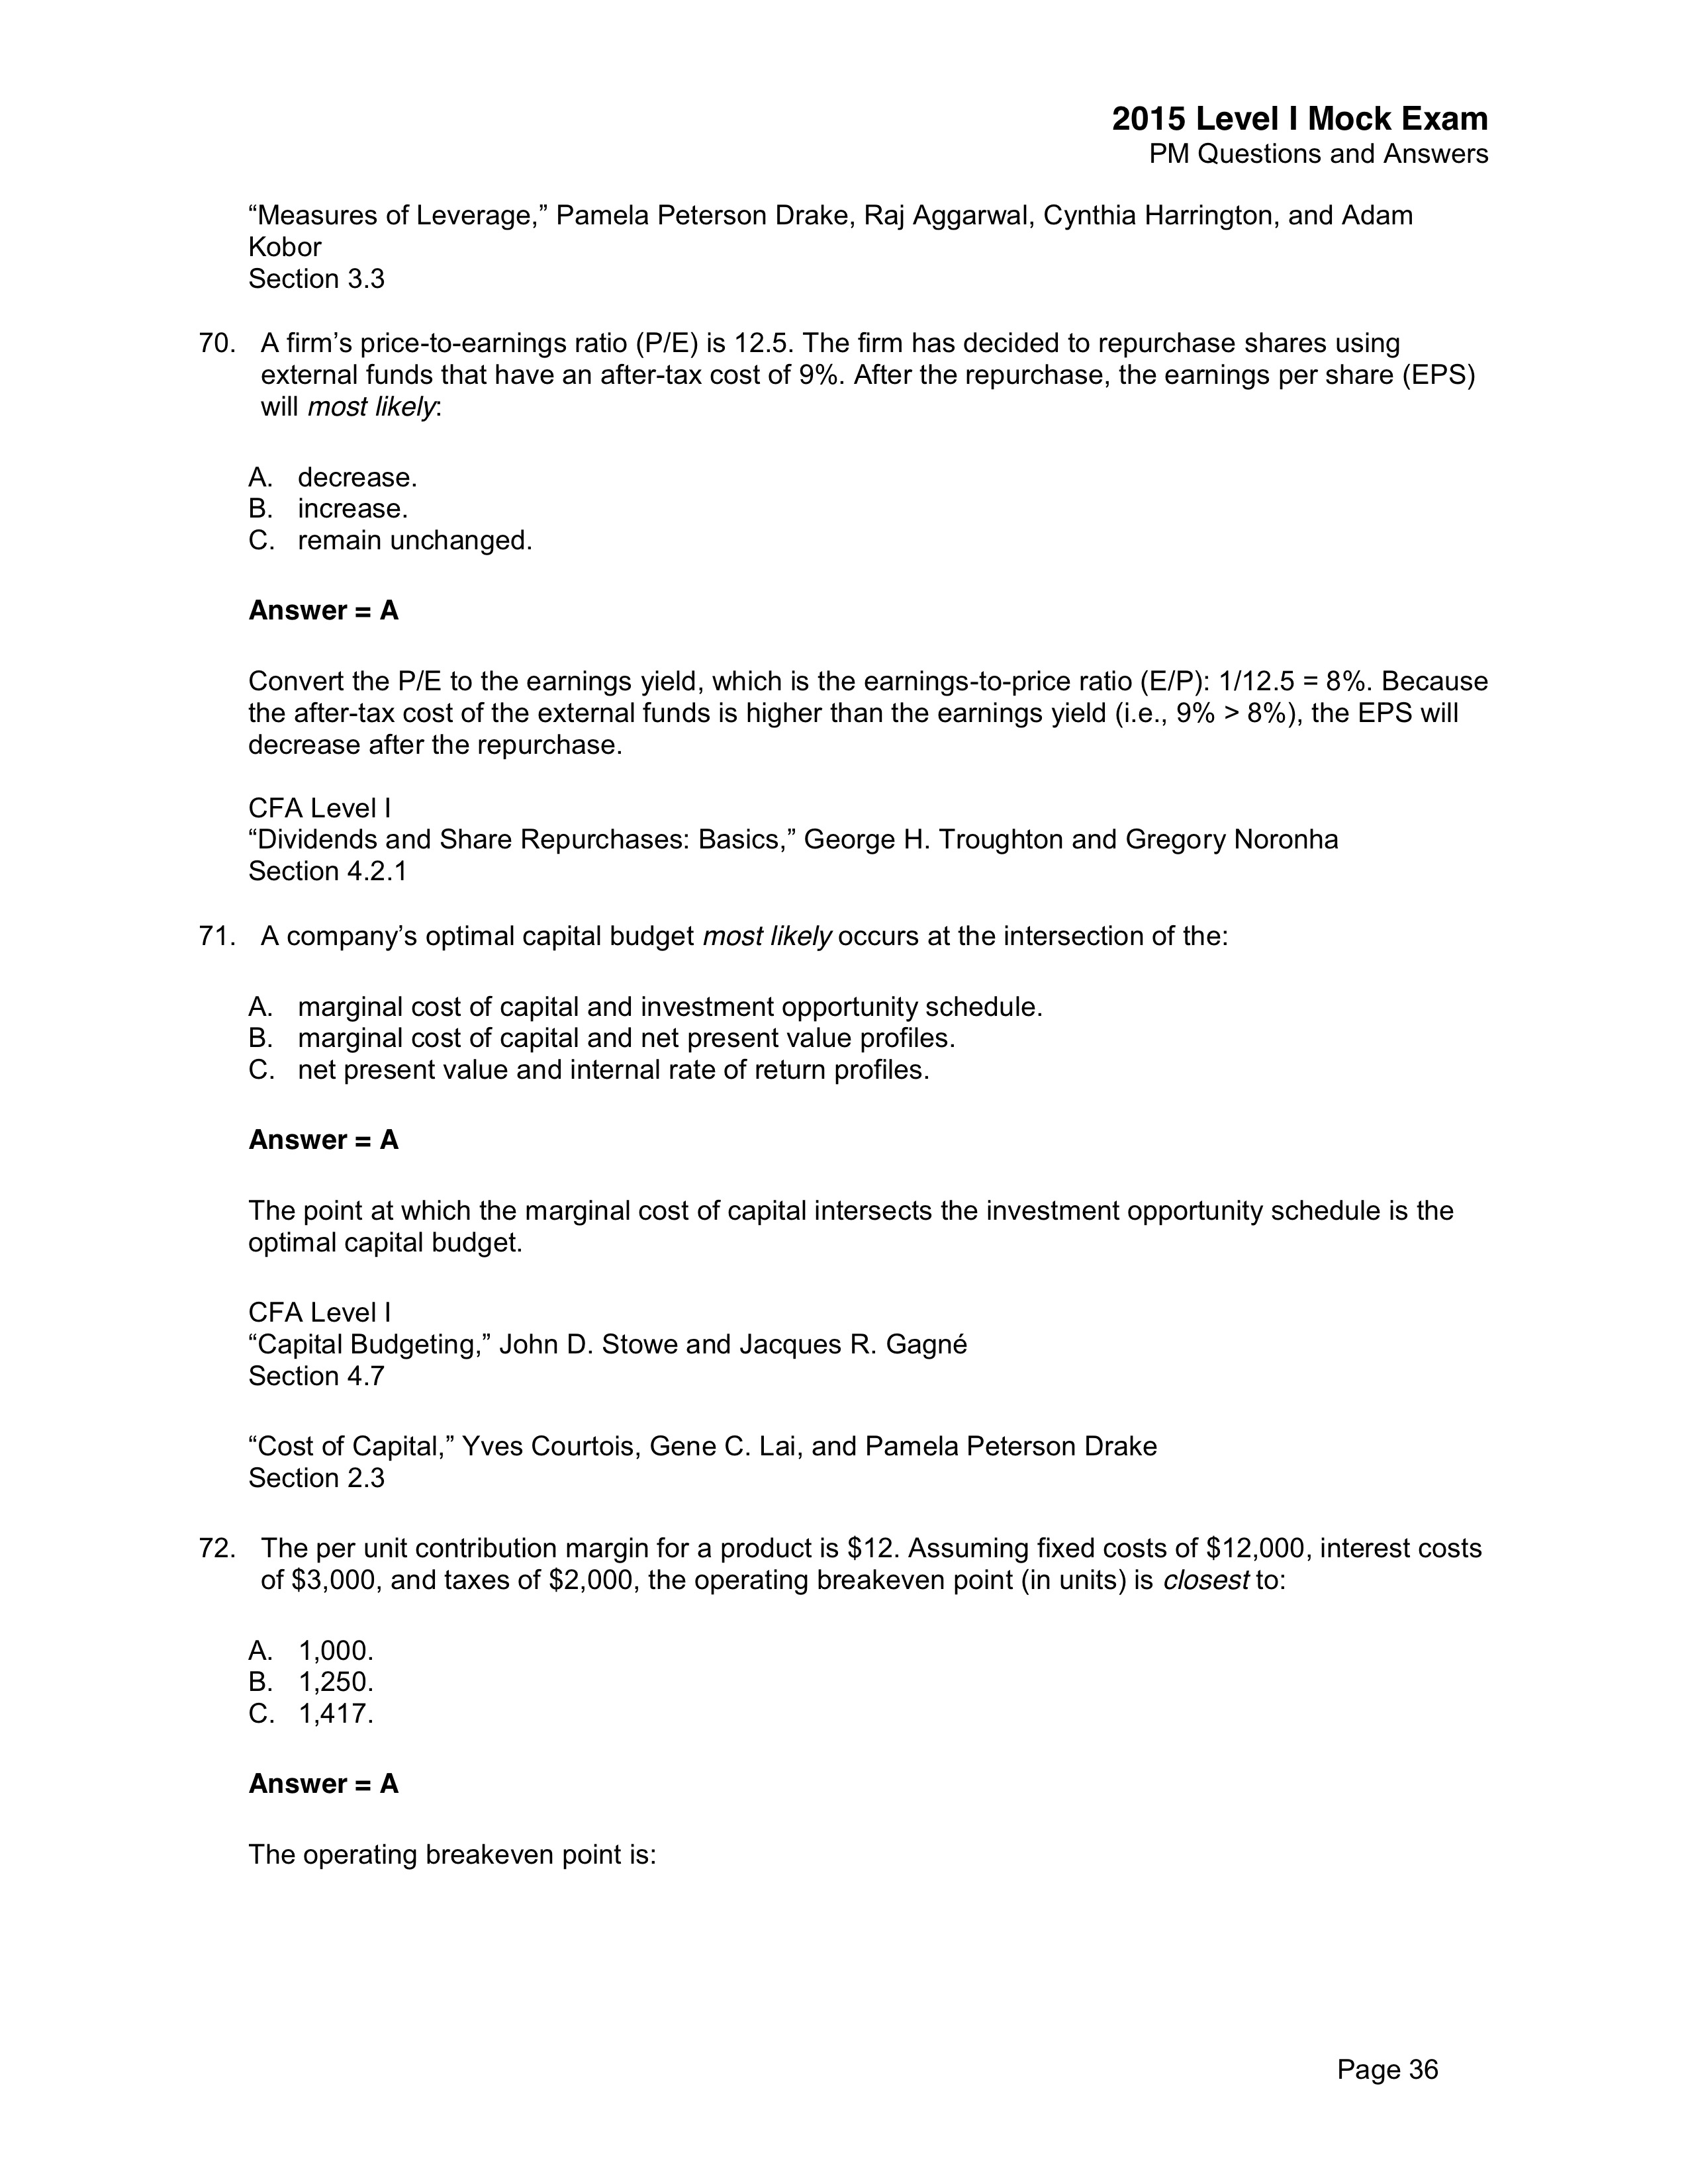 2015 Level I Mock Exam
PM Questions and Answers
“Measures of Leverage,” Pamela Peterson Drake, Raj Aggarwal, Cynthia Harrington, and Adam
Kobor
Section 3.3
70. A firm’s price-to-earnings ratio (P/E) is 12.5. The firm has decided to repurchase shares using
external funds that have an after-tax cost of 9%. After the repurchase, the earnings per share (EPS)
will most likely:
A. decrease.
B. increase.
C. remain unchanged.
Answer = A
Convert the P/E to the earnings yield, which is the earnings-to-price ratio (E/P): 1/12.5 = 8%. Because
the after-tax cost of the external funds is higher than the earnings yield (i.e., 9% > 8%), the EPS will
decrease after the repurchase.
CFA Level I
“Dividends and Share Repurchases: Basics,” George H. Troughton and Gregory Noronha
Section 4.2.1
71. A company’s optimal capital budget most likely occurs at the intersection of the:
A. marginal cost of capital and investment opportunity schedule.
B. marginal cost of capital and net present value profiles.
C. net present value and internal rate of return profiles.
Answer = A
The point at which the marginal cost of capital intersects the investment opportunity schedule is the
optimal capital budget.
CFA Level I
“Capital Budgeting,” John D. Stowe and Jacques R. Gagné
Section 4.7
“Cost of Capital,” Yves Courtois, Gene C. Lai, and Pamela Peterson Drake
Section 2.3
72. The per unit contribution margin for a product is $12. Assuming fixed costs of $12,000, interest costs
of $3,000, and taxes of $2,000, the operating breakeven point (in units) is closest to:
A. 1,000.
B. 1,250.
C. 1,417.
Answer = A
The operating breakeven point is:
Page 36